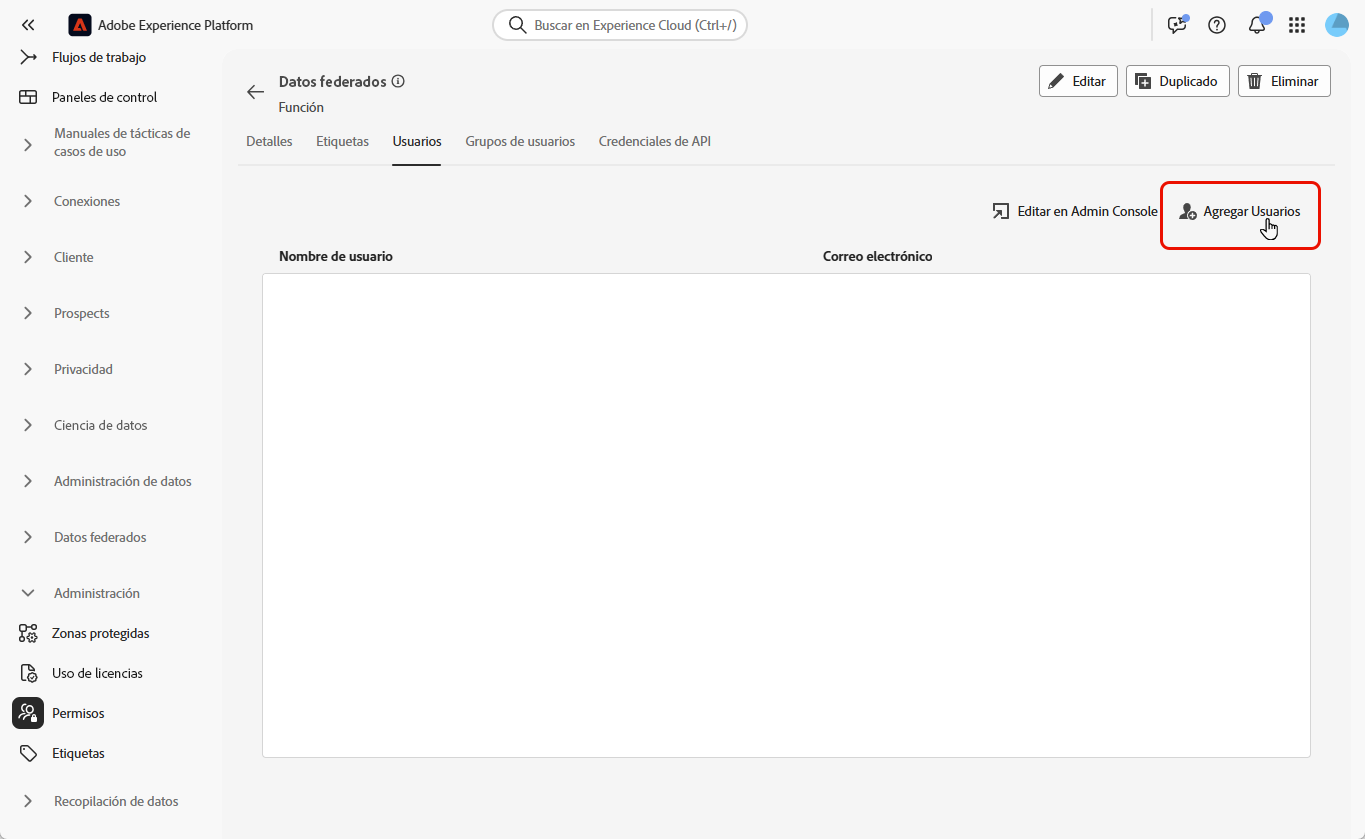 Adobe Experience Platform
Buscar en Experience Cloud (Ctrl+/)
Flujos de trabajo
Paneles de control
Manuales de tácticas de
casos de uso
Conexiones
Cliente
Prospects
Privacidad
Ciencia de datos
Administración de datos
Datos federados
Administración
Zonas protegidas
Uso de licencias
Permisos
Etiquetas
Recopilación de datos
Datos federados
Función
Editar
Duplicado
Eliminar
Detalles
Etiquetas
Usuarios
Grupos de usuarios
Credenciales de API
Editar en Admin Console
Agregar Usuarios
Nombre de usuario
Correo electrónico